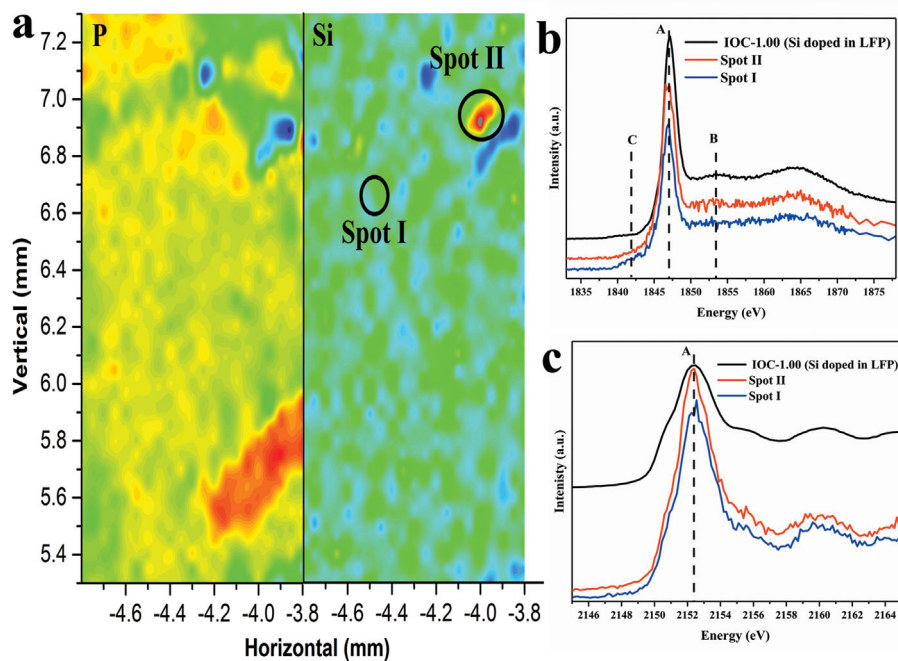 a
P
Si
Spot II
Spot I
7.2
7.0
6.8
6.6
6.4
6.2
6.0
5.8
5.6
5.4
Vertical (mm)
-4.6 -4.4 -4.2 -4.0 -3.8 -4.6 -4.4 -4.2 -4.0 -3.8
Horizontal (mm)
b
A
IOC-1.00 (Si doped in LFP)
Spot II
Spot I
C
B
Intensity (a.u.)
1835 1840 1845 1850 1855 1860 1865 1870 1875
Energy (eV)
c
A
IOC-1.00 (Si doped in LFP)
Spot II
Spot I
Intenisty (a.u.)
2146 2148 2150 2152 2154 2156 2158 2160 2162 2164
Energy (eV)